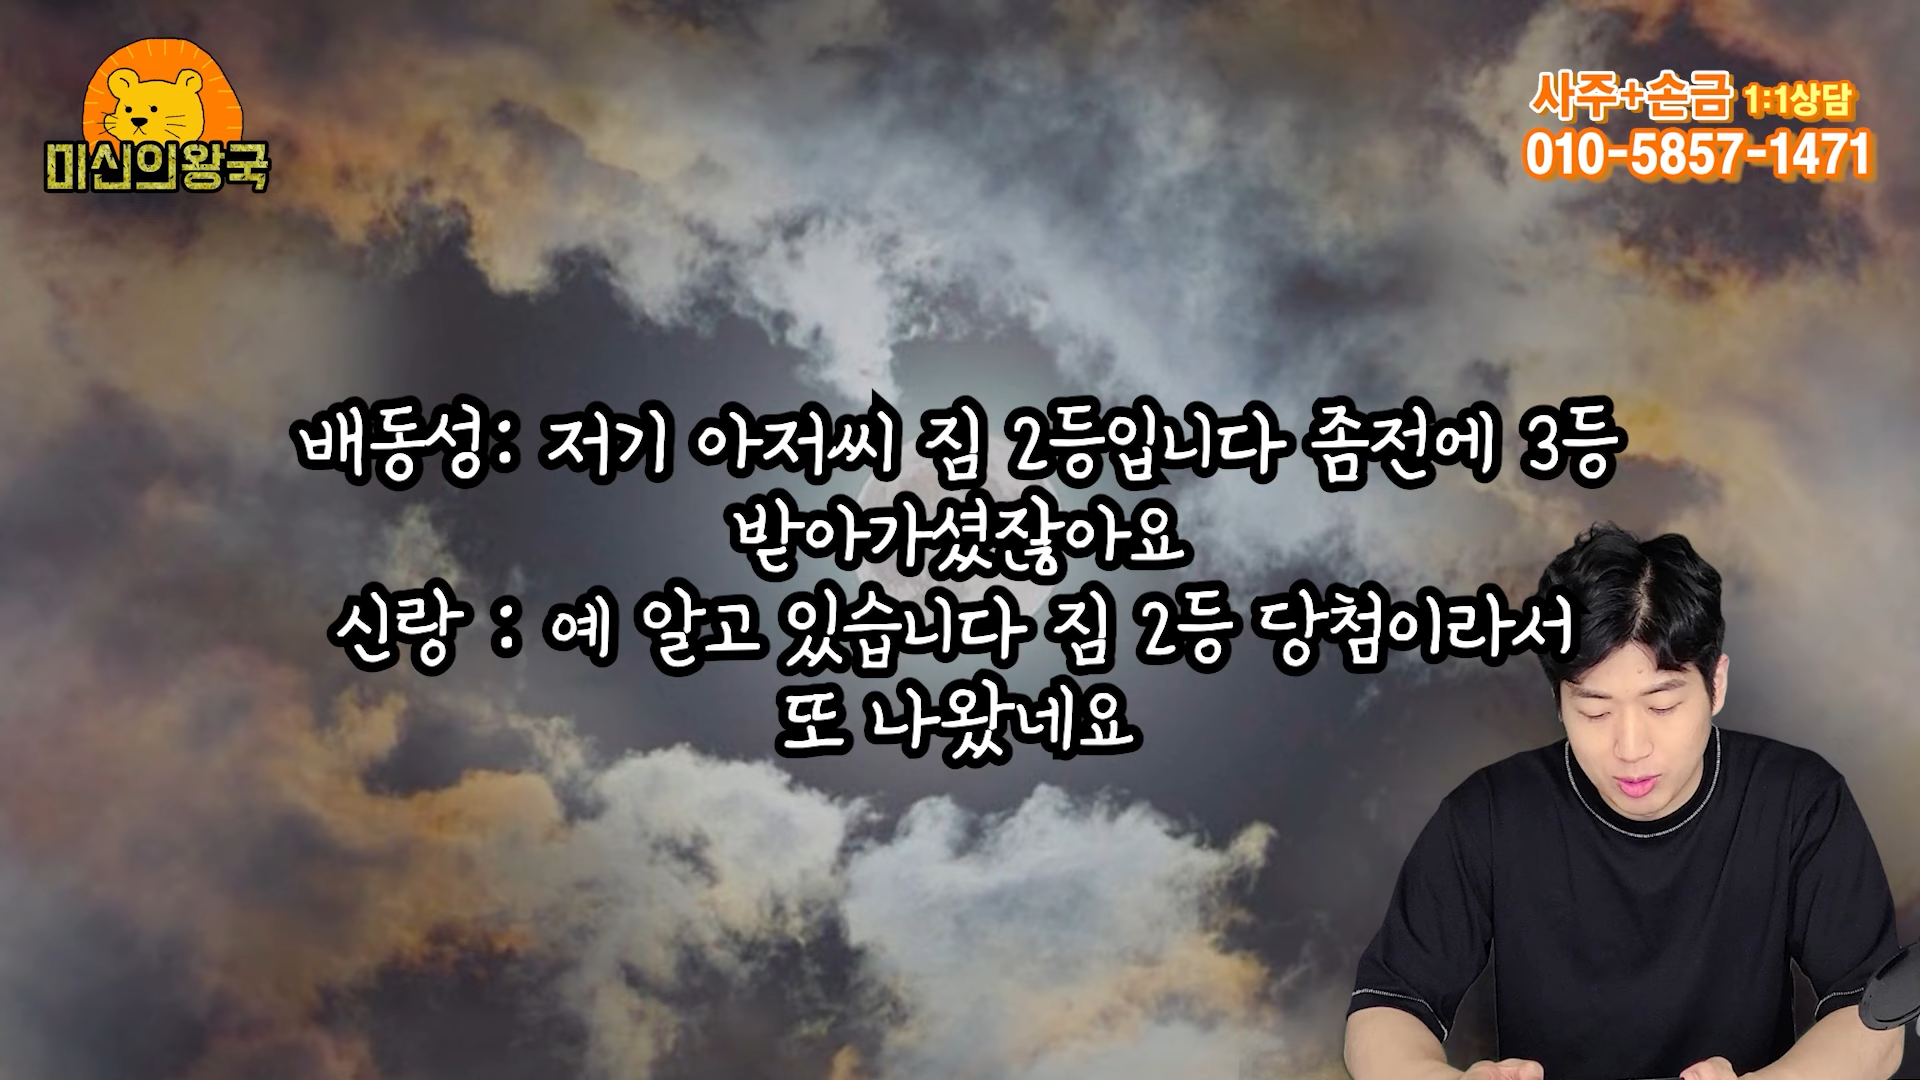 미신의왕국
사주+손금 1:1상담
010-5857-1471
배동성: 저기 아저씨 짐 2등입니다 좀전에 3등
받아가셨잖아요
신랑 : 예 알고 있습니다 짐 2등 당첨이라서
또 나왔네요